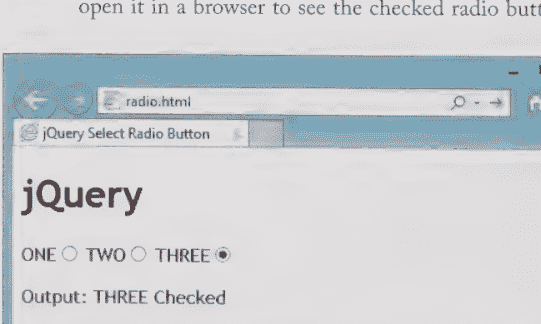 open it in a browser to see the checked radio
radio.html
jQuery Select Radio Button
jQuery
ONE TWO THREE
Output: THREE Checked